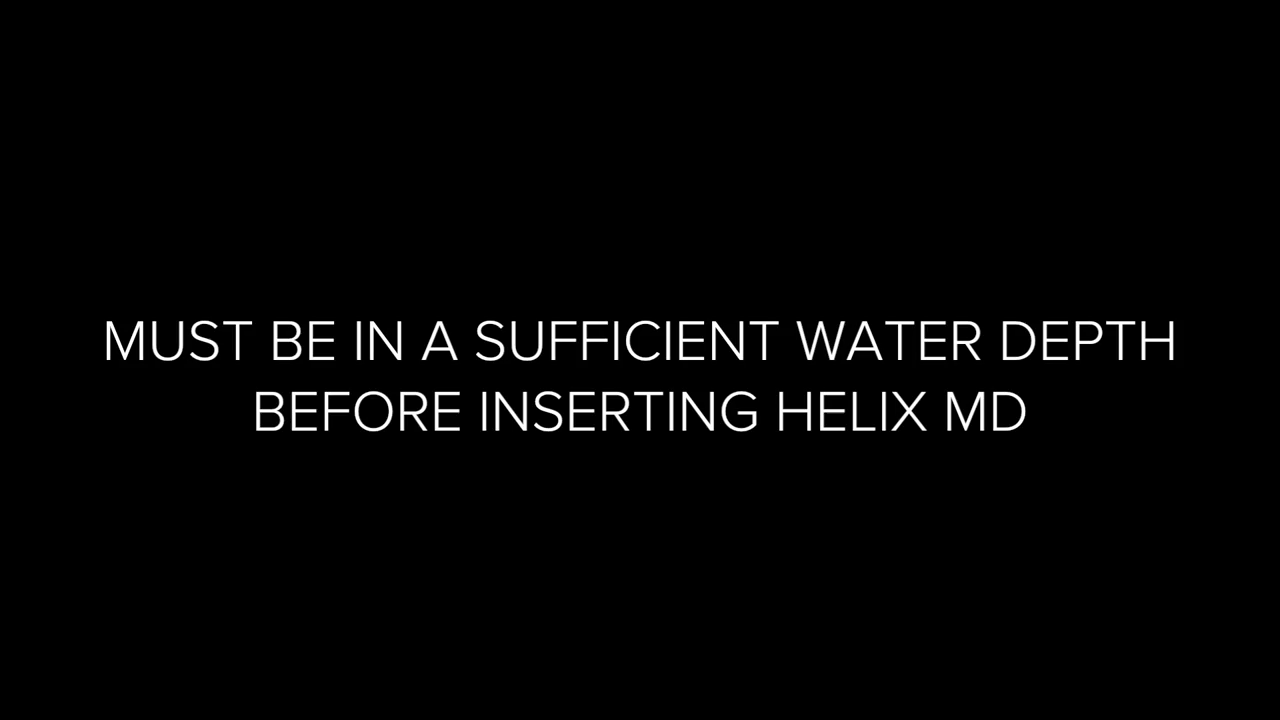 MUST BE IN A SUFFICIENT WATER DEPTH
BEFORE INSERTING HELIX MD